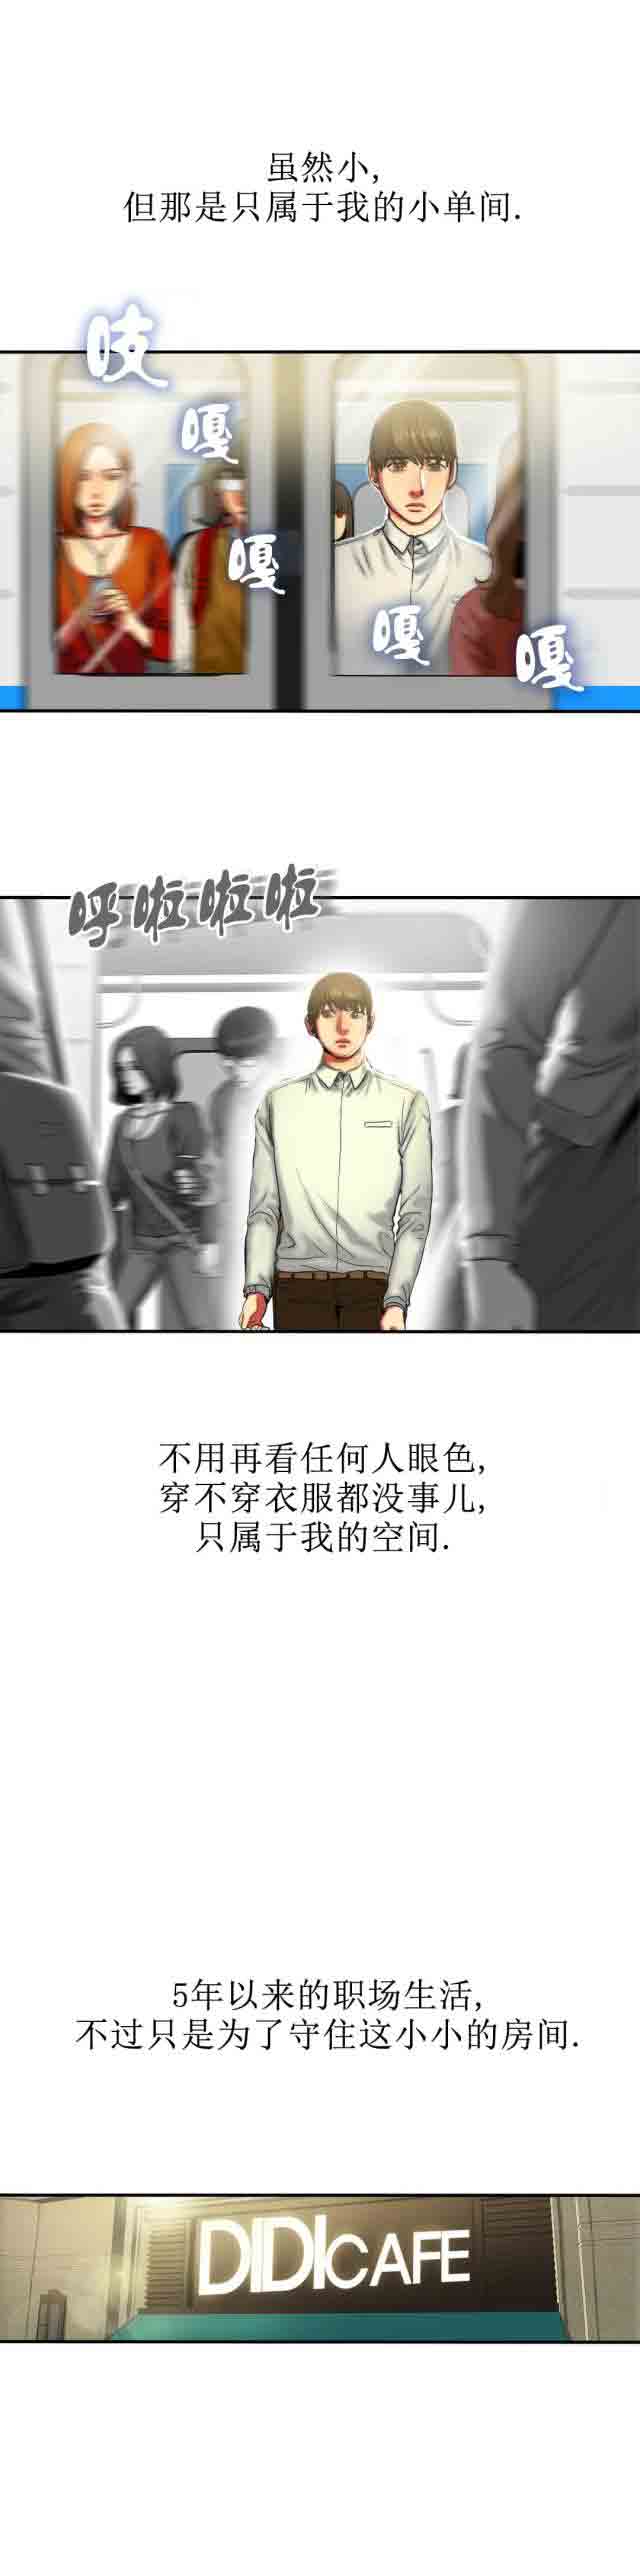 虽然小,
但那是只属于我的小单间.
吱
嘎
嘎
嘎
嘎
呼啦啦啦
不用再看任何人眼色,
穿不穿衣服都没事儿,
只属于我的空间.
5年以来的职场生活,
不过只是为了守住这小小的房间.
DIDICAFE